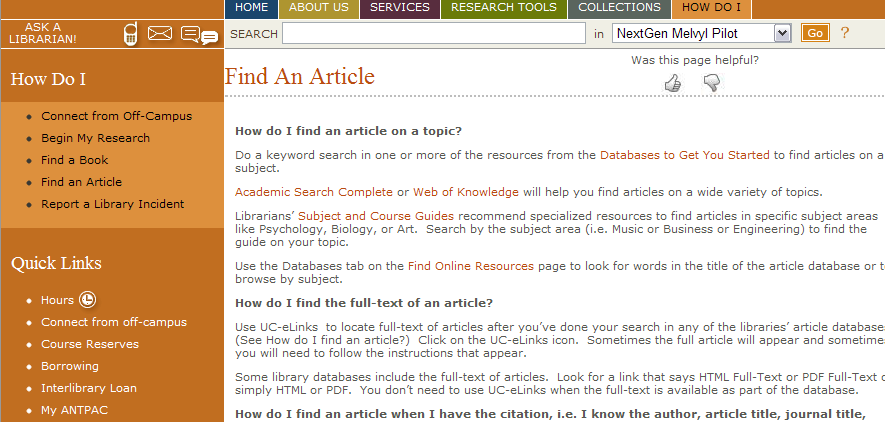 HOME
ABOUT US
SERVICES
RESEARCH TOOLS
COLLECTIONS
HOW DO I
ASK A
LIBRARIAN!
SEARCH in NextGen Melvyl Pilot Go ?
How Do I
Connect from Off-Campus
Begin My Research
Find a Book
Find an Article
Report a Library Incident
Quick Links
Hours
Connect from off-campus
Course Reserves
Borrowing
Interlibrary Loan
My ANTPAC
Find An Article
Was this page helpful?
How do I find an article on a topic?
Do a keyword search in one or more of the resources from the Databases to Get You Started to find articles on a
subject.
Academic Search Complete or Web of Knowledge will help you find articles on a wide variety of topics.
Librarians' Subject and Course Guides recommend specialized resources to find articles in specific subject areas
like Psychology, Biology, or Art. Search by the subject area (i.e. Music or Business or Engineering) to find the
guide on your topic.
Use the Databases tab on the Find Online Resources page to look for words in the title of the article database or
browse by subject.
How do I find the full-text of an article?
Use UC-eLinks to locate full-text of articles after you've done your search in any of the libraries' article
(See How do I find an article?) Click on the UC-eLinks icon. Sometimes the full article will appear and
you will need to follow the instructions that appear.
Some library databases include the full-text of articles. Look for a link that says HTML Full-Text or PDF Full-Text
simply HTML or PDF. You don't need to use UC-eLinks when the full-text is available as part of the database.
How do I find an article when I have the citation, i.e. I know the author, article title, journal title,